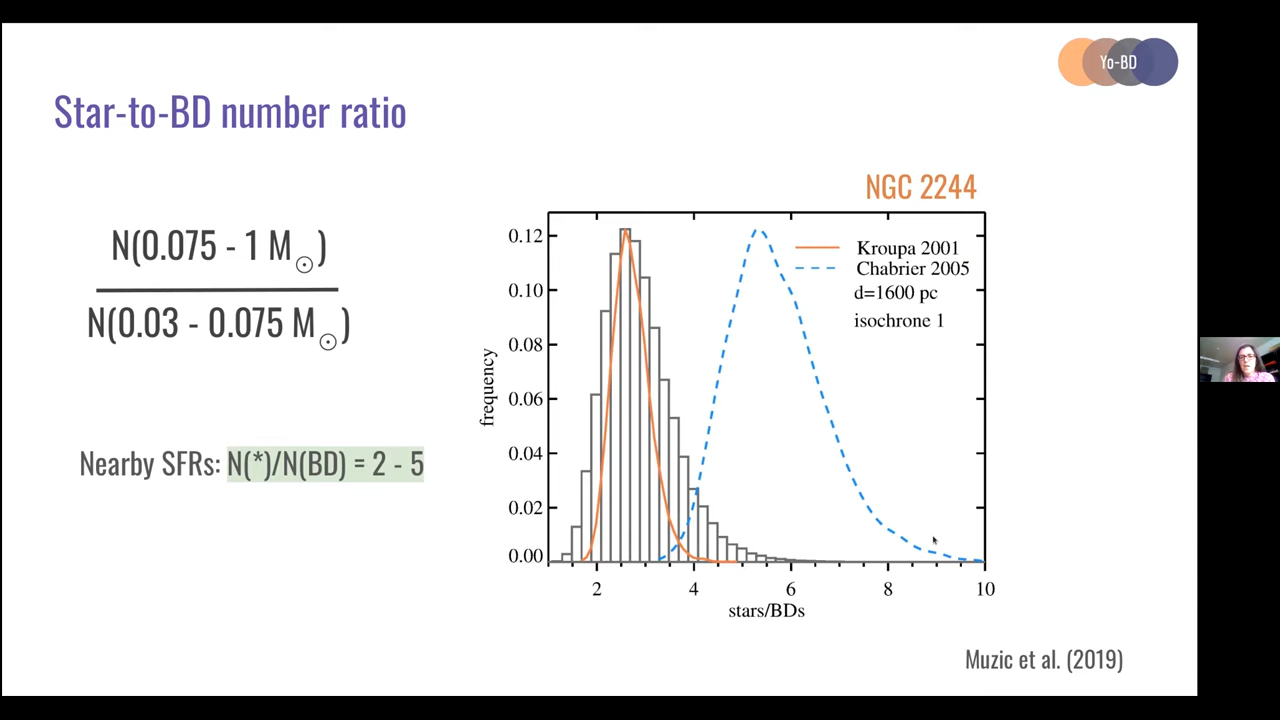 Yo-BD
Star-to-BD number ratio
N(0.075 - 1 M☉)
N(0.03 - 0.075 M☉)
Nearby SFRs: N(*)/N(BD) = 2 - 5
NGC 2244
Kroupa 2001
Chabrier 2005
d=1600 pc
isochrone 1
frequency
0.12
0.10
0.08
0.06
0.04
0.02
0.00
2 4 6 8 10
stars/BDs
Muzic et al. (2019)